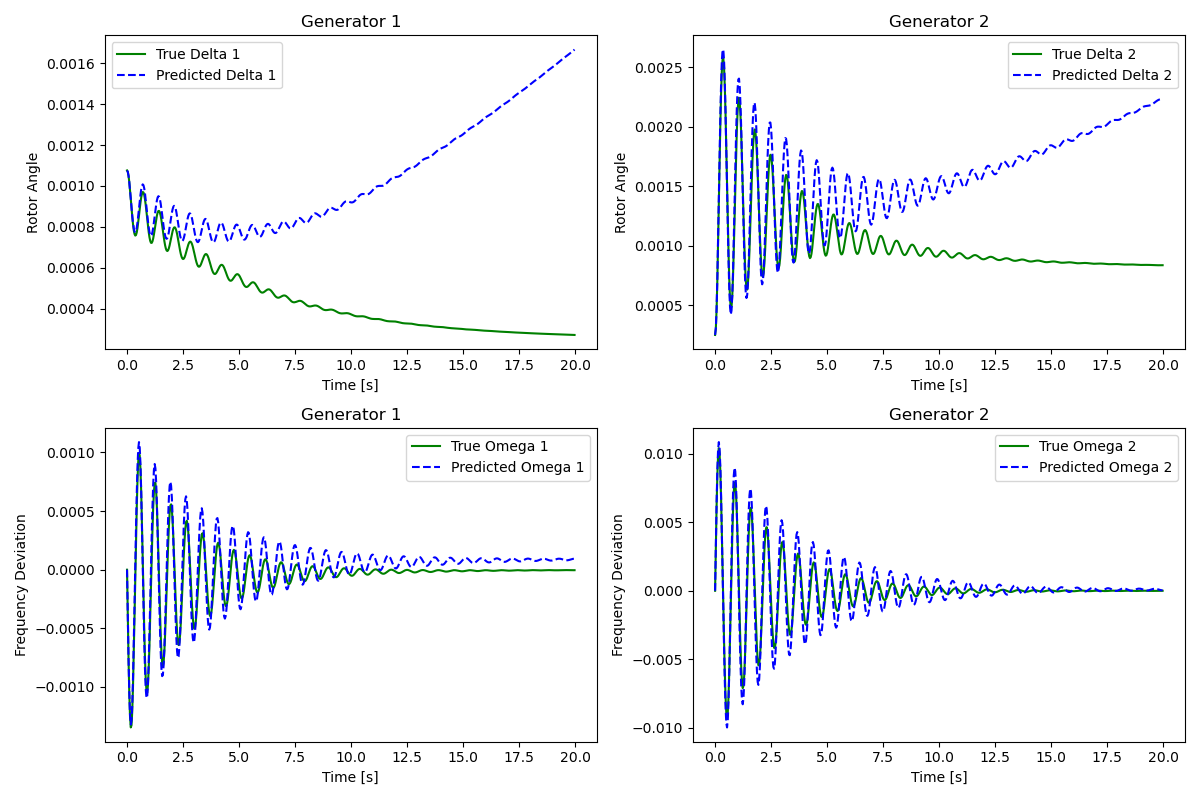 Generator 1
True Delta 1
Predicted Delta 1
Rotor Angle
0.0016
0.0014
0.0012
0.0010
0.0008
0.0006
0.0004
0.0 2.5 5.0 7.5 10.0 12.5 15.0 17.5 20.0
Time [s]
Generator 2
True Delta 2
Predicted Delta 2
Rotor Angle
0.0025
0.0020
0.0015
0.0010
0.0005
0.0 2.5 5.0 7.5 10.0 12.5 15.0 17.5 20.0
Time [s]
Generator 1
True Omega 1
Predicted Omega 1
Frequency Deviation
0.0010
0.0005
0.0000
−0.0005
−0.0010
0.0 2.5 5.0 7.5 10.0 12.5 15.0 17.5 20.0
Time [s]
Generator 2
True Omega 2
Predicted Omega 2
Frequency Deviation
0.010
0.005
0.000
−0.005
−0.010
0.0 2.5 5.0 7.5 10.0 12.5 15.0 17.5 20.0
Time [s]